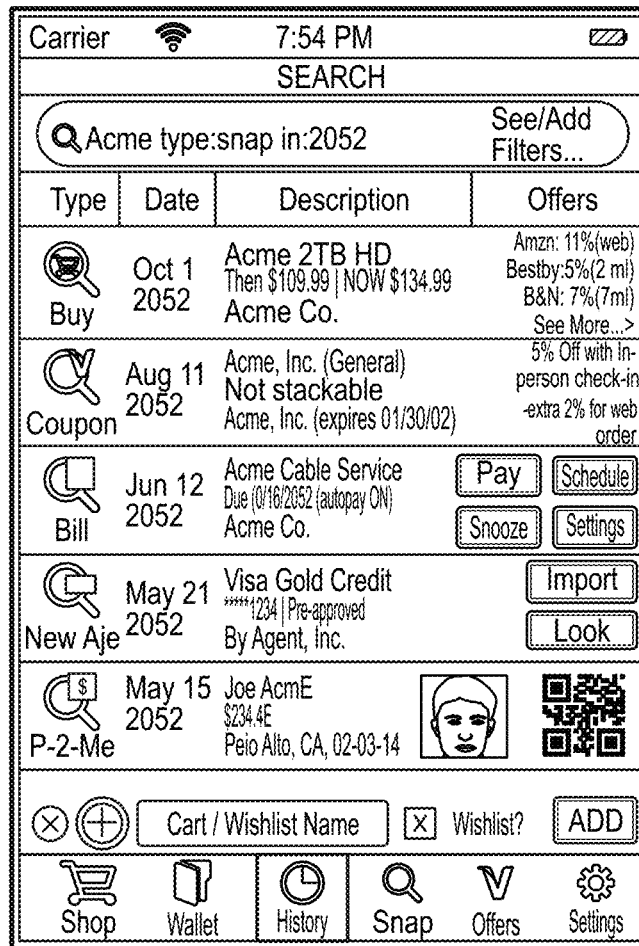 Carrier 7:54 PM
SEARCH
Acme type:snap in:2052
See/Add
Filters...
Type Date Description Offers
Buy
Oct 1
2052
Acme 2TB HD
Then $109.99 | NOW $134.99
Acme Co.
Amzn: 11%(web)
Bestby:5%(2 mi)
B&N: 7%(7mi)
See More...>
Coupon
Aug 11
2052
Acme, Inc. (General)
Not stackable
Acme, Inc. (expires 01/30/02)
5% Off with In-
person check-in
-extra 2% for web
order
Bill
Jun 12
2052
Acme Cable Service
Due (0/16/2052 (autopay ON)
Acme Co.
Pay Schedule
Snooze Settings
New Aje
May 21
2052
Visa Gold Credit
*****1234 | Pre-approved
By Agent, Inc.
Import
Look
$
P-2-Me
May 15
2052
Joe AcmE
$234.4E
Peio Alto, CA, 02-03-14
Cart / Wishlist Name X Wishlist? ADD
Shop Wallet History Snap Offers Settings